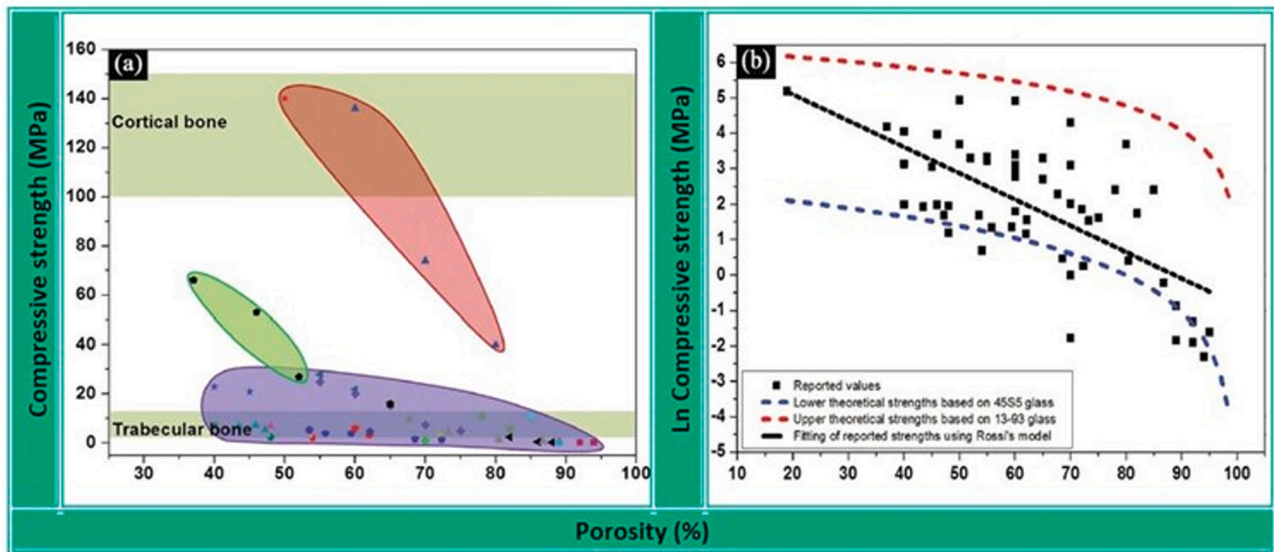 Compressive strength (MPa)
(a)
160
140
120
100
80
60
40
20
0
Cortical bone
Trabecular bone
30 40 50 60 70 80 90 100
Ln Compressive strength (MPa)
(b)
6
5
4
3
2
1
0
-1
-2
-3
-4
-5
Reported values
Lower theoretical strengths based on 45S5 glass
Upper theoretical strengths based on 13-93 glass
Fitting of reported strengths using Rossi's model
10 20 30 40 50 60 70 80 90 100
Porosity (%)